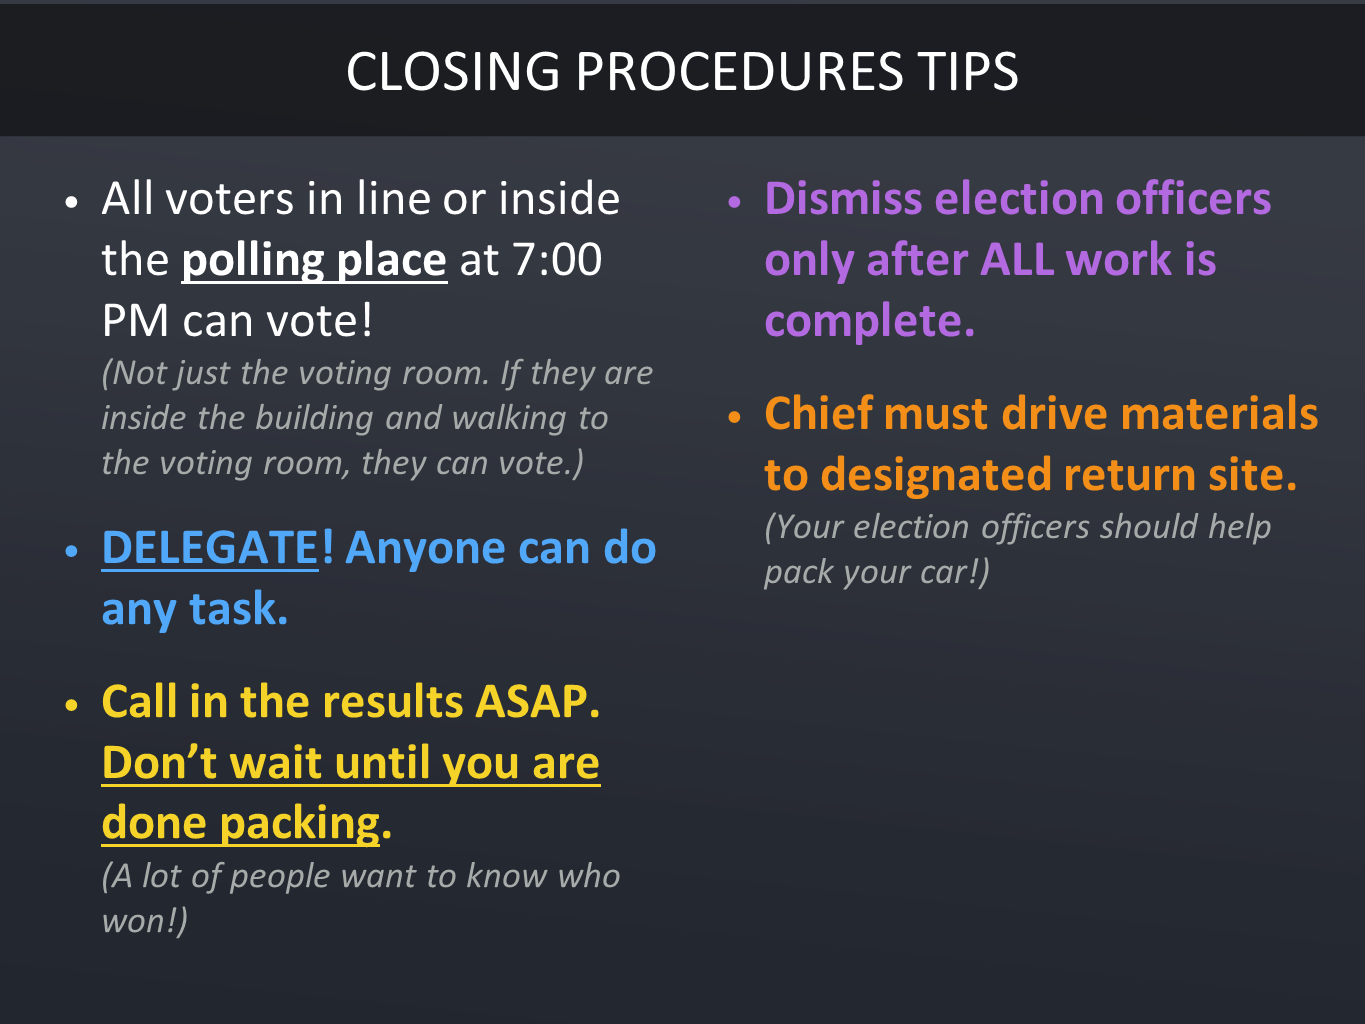 CLOSING PROCEDURES TIPS
• All voters in line or inside
the polling place at 7:00
PM can vote!
(Not just the voting room. If they are
inside the building and walking to
the voting room, they can vote.)
• DELEGATE! Anyone can do
any task.
• Call in the results ASAP.
Don’t wait until you are
done packing.
(A lot of people want to know who
won!)
• Dismiss election officers
only after ALL work is
complete.
• Chief must drive materials
to designated return site.
(Your election officers should help
pack your car!)